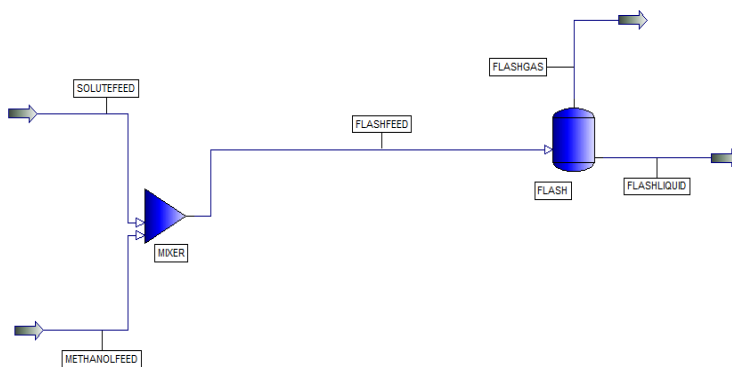 SOLUTEFEED
FLASHGAS
FLASHFEED
FLASH
FLASHLIQUID
MIXER
METHANOLFEED